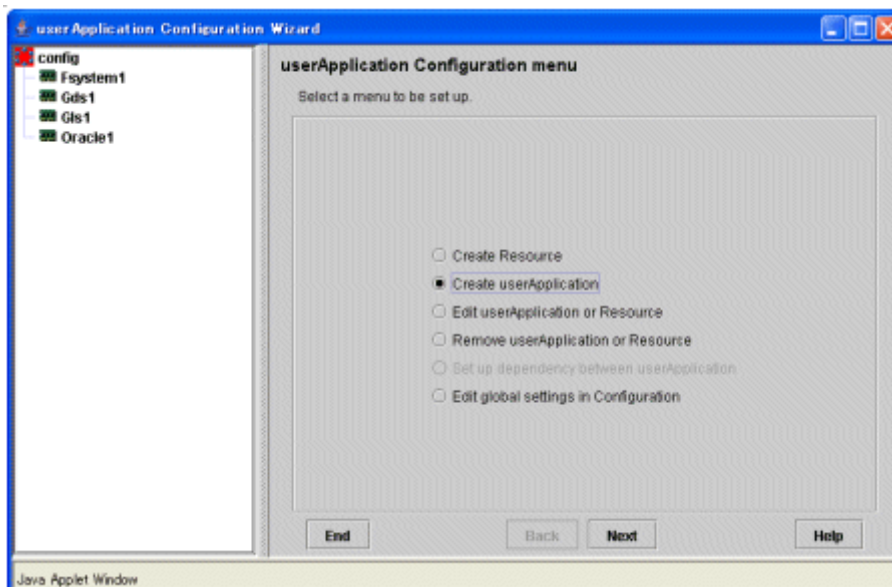 userApplication Configuration Wizard
config
Fsystem1
Gds1
Gls1
Oracle1
userApplication Configuration menu
Select a menu to be set up.
Create Resource
Create userApplication
Edit userApplication or Resource
Remove userApplication or Resource
Set up dependency between userApplication
Edit global settings in Configuration
End Back Next Help
Java Applet Window